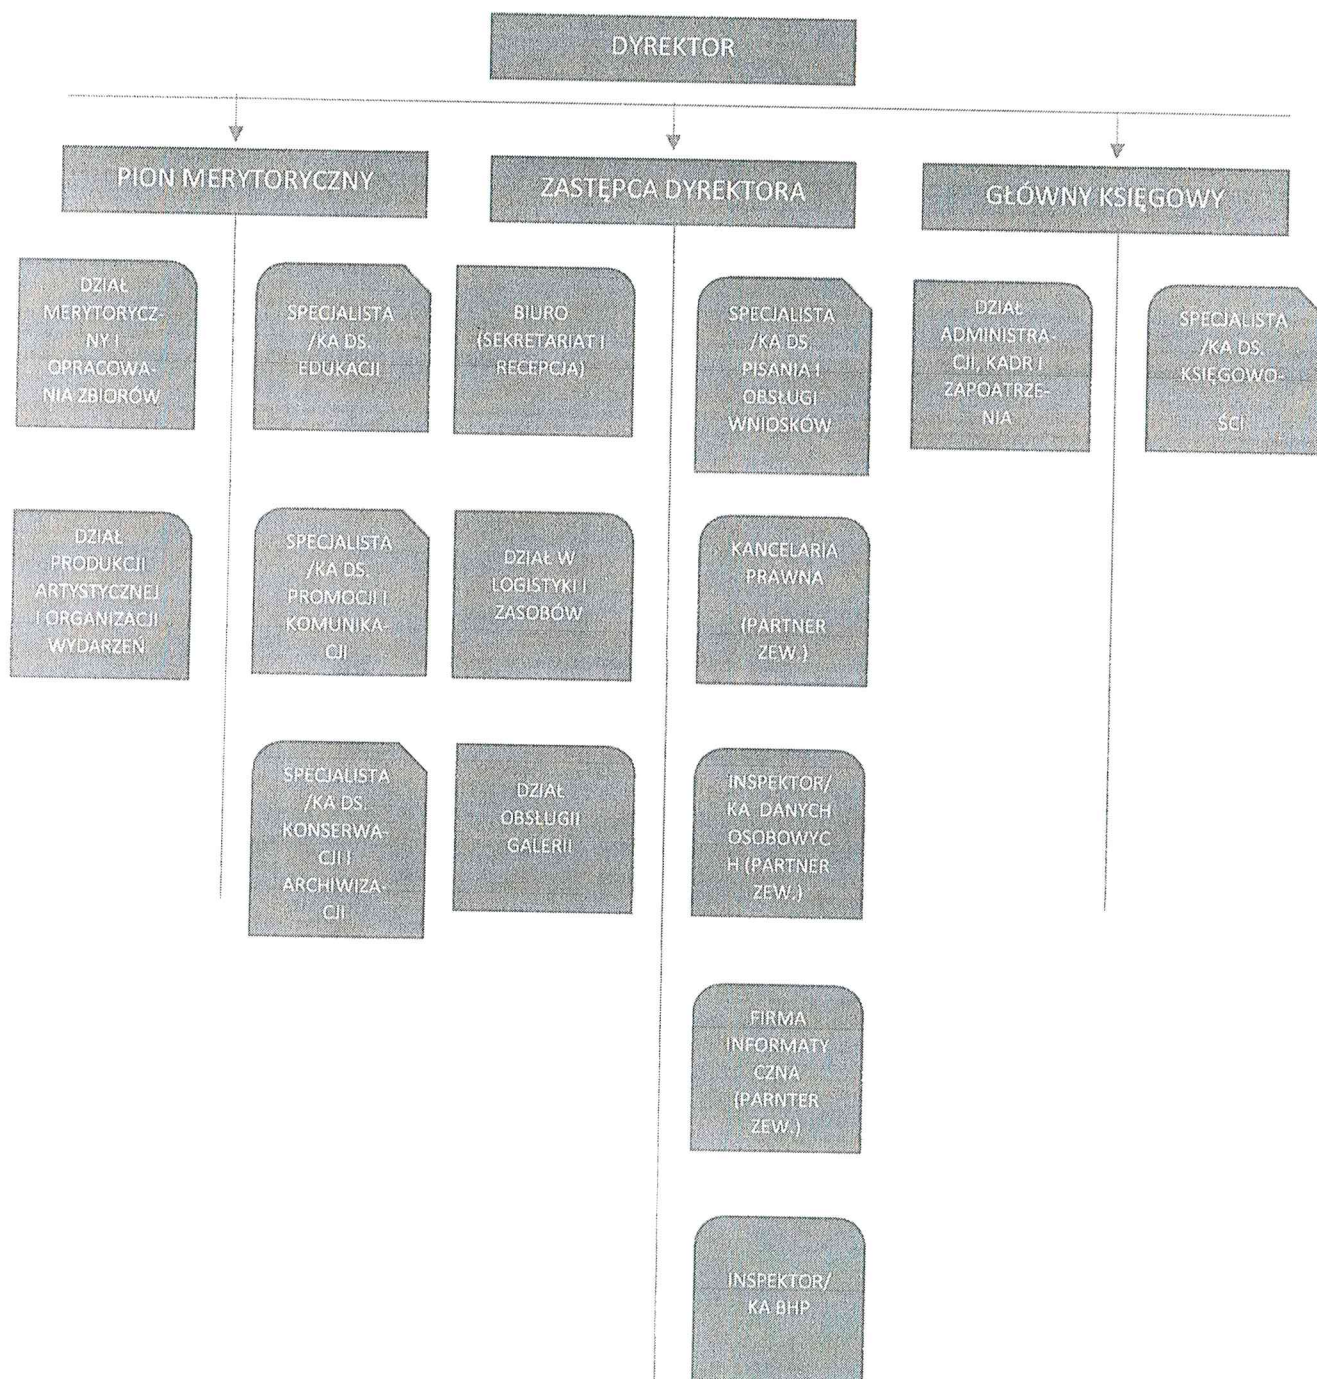 DYREKTOR
PION MERYTORYCZNY
ZASTĘPCA DYREKTORA
GŁÓWNY KSIĘGOWY
DZIAŁ
MERYTORYCZ-
NY I
OPRACOWA-
NIA ZBIORÓW
SPECJALISTA
/KA DS.
EDUKACJI
BIURO
(SEKRETARIAT I
RECEPCJA)
SPECJALISTA
/KA DS.
PISANIA I
OBSŁUGI
WNIOSKÓW
DZIAŁ
ADMINISTRA-
CJI, KADR I
ZAPOATRZE-
NIA
SPECJALISTA
/KA DS.
KSIĘGOWO-
ŚCI
DZIAŁ
PRODUKCJI
ARTYSTYCZNEJ
I ORGANIZACJI
WYDARZEŃ
SPECJALISTA
/KA DS.
PROMOCJI I
KOMUNIKA-
CJI
DZIAŁ W
LOGISTYKI I
ZASOBÓW
KANCELARIA
PRAWNA
(PARTNER
ZEW.)
SPECJALISTA
/KA DS.
KONSERWA-
CJI I
ARCHIWIZA-
CJI
DZIAŁ
OBSŁUGII
GALERII
INSPEKTOR/
KA DANYCH
OSOBOWYC
H (PARTNER
ZEW.)
FIRMA
INFORMATY
CZNA
(PARNTER
ZEW.)
INSPEKTOR/
KA BHP